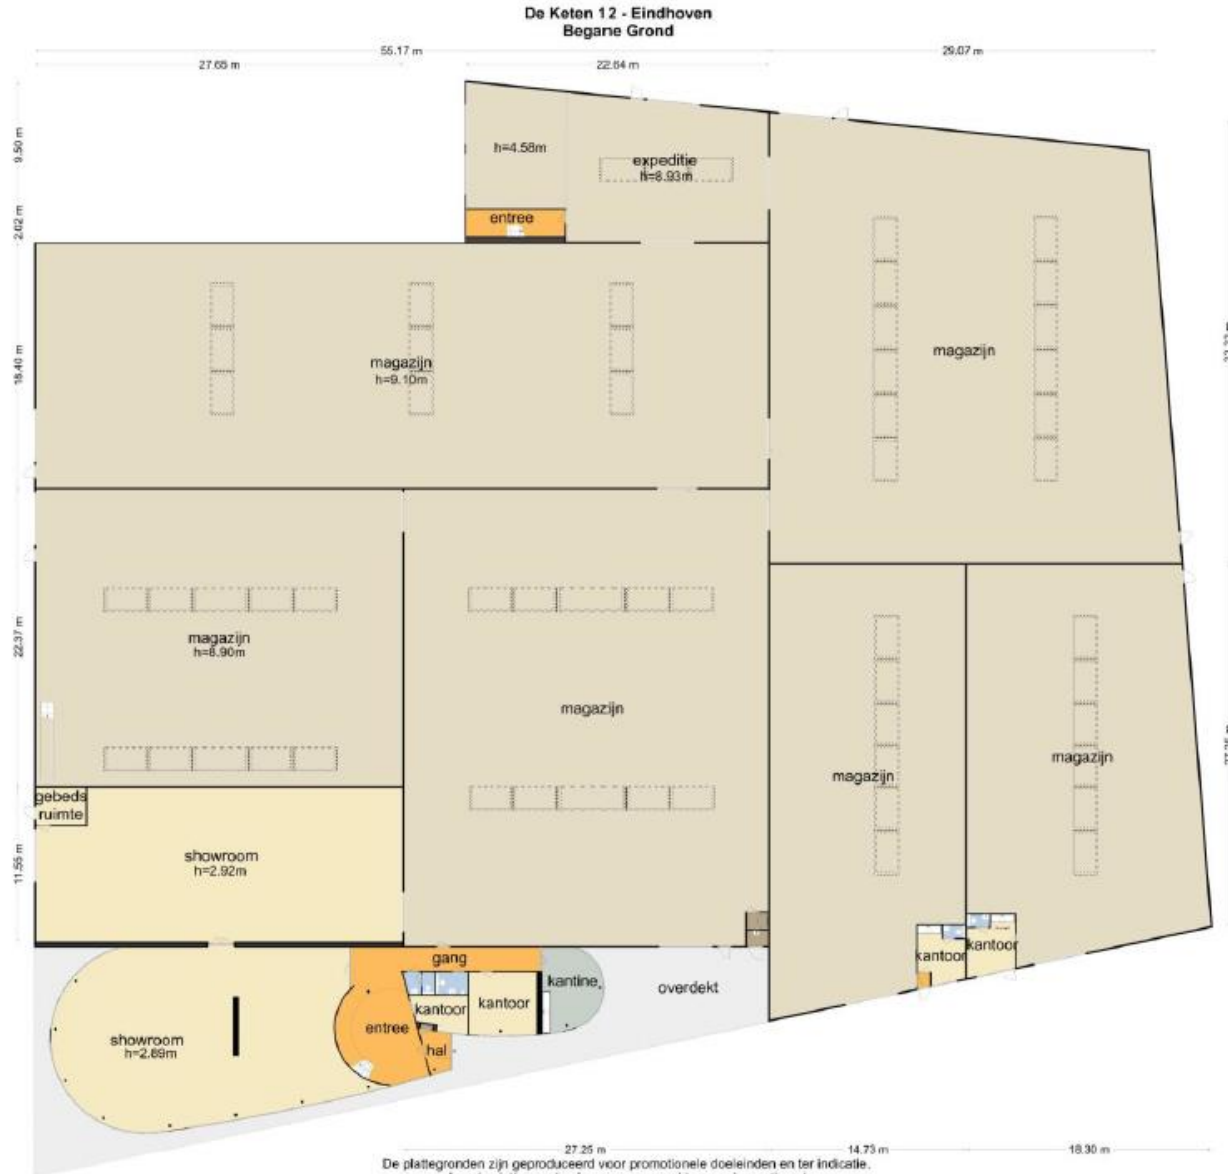 De Keten 12 - Eindhoven
Begane Grond
55.17 m
29.07 m
27.65 m
22.64 m
9.50 m
h=4.58m
expeditie
h=8.93m
2.62 m
entree
18.40 m
magazijn
h=9.10m
magazijn
22.37 m
magazijn
h=8.90m
magazijn
magazijn
magazijn
gebeds
ruimte
11.55 m
showroom
h=2.92m
kantoor
kantoor
gang
kantine
overdekt
kantoor
kantoor
entree
hal
showroom
h=2.89m
27.25 m
14.73 m
18.30 m
De plattegronden zijn geproduceerd voor promotionele doeleinden en ter indicatie.